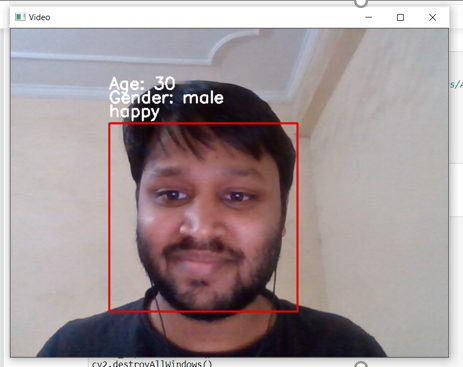 Video
s/A
Age: 30
Gender: male
happy
cv2.destroyAllWindows()